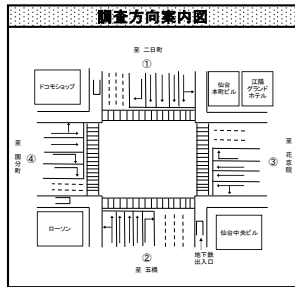 調査方向案内図
至 二日町
①
ドコモショップ
仙台
本町ビル
江陽
グランド
ホテル
至 国分町
④
③
至 花京院
ローソン
②
至 五橋
地下鉄
出入口
仙台中央ビル